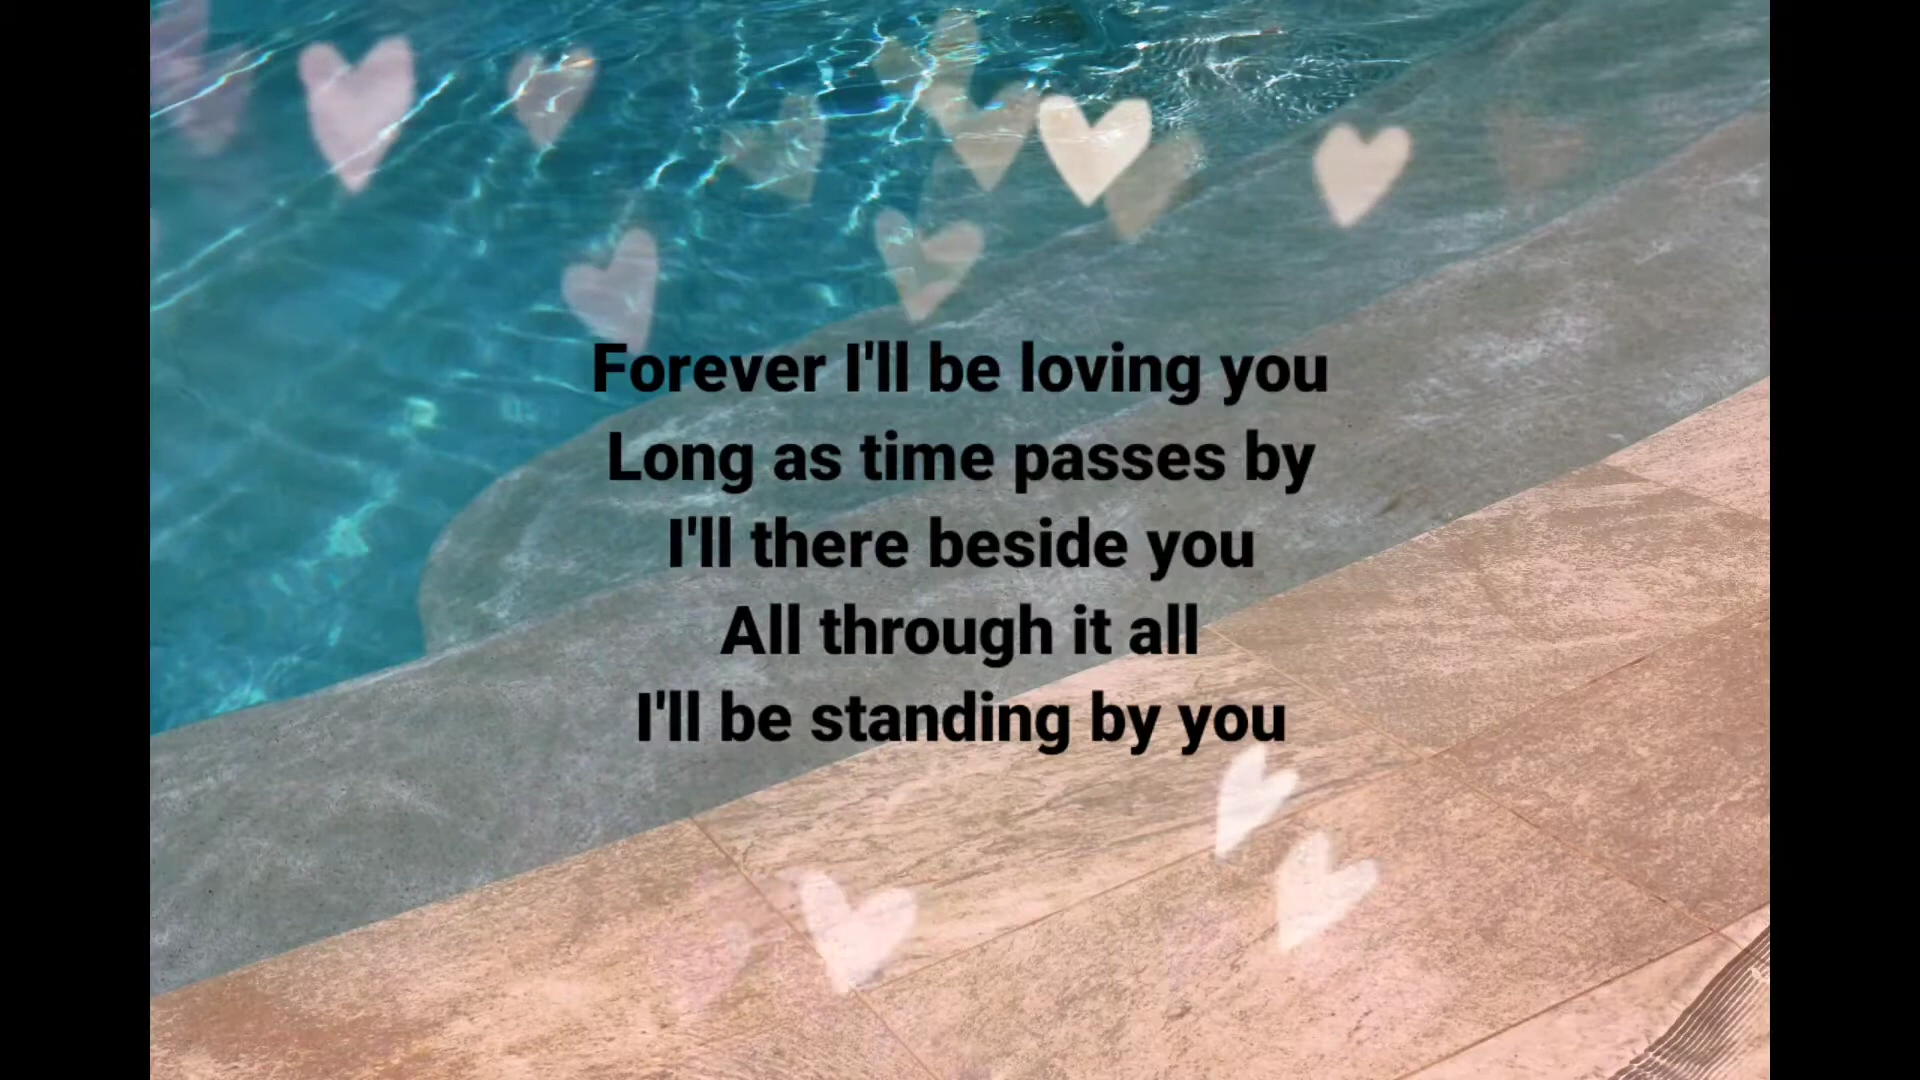 Forever I'll be loving you
Long as time passes by
I'll there beside you
All through it all
I'll be standing by you